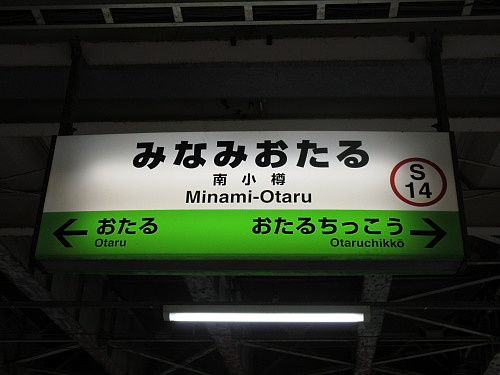 みなみおたる
南小樽
Minami-Otaru
S
14
おたる
Otaru
おたるちっこう
Otaruchikkō